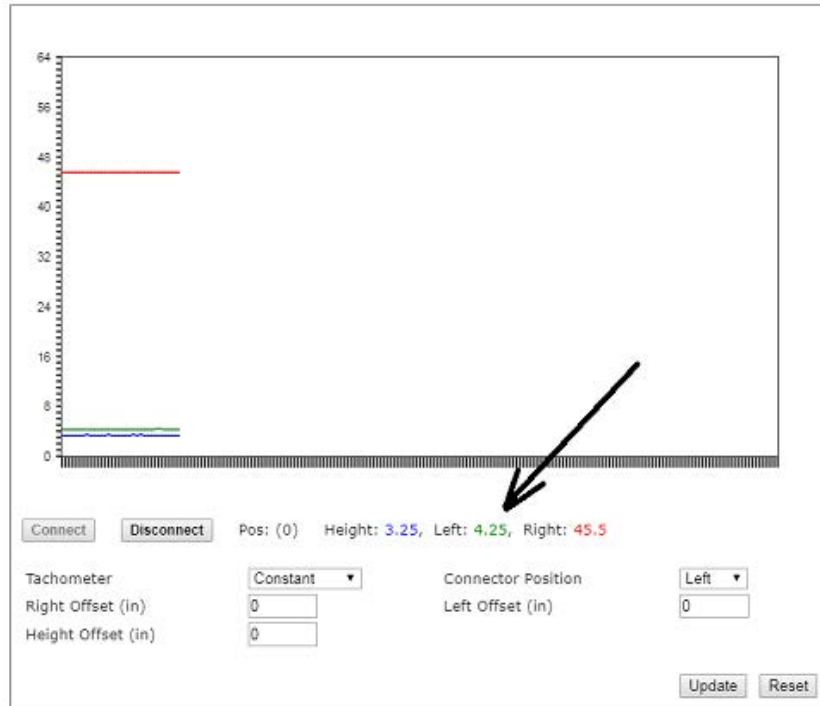 64
56
48
40
32
24
16
8
0
Connect Disconnect Pos: (0) Height: 3.25, Left: 4.25, Right: 45.5
Tachometer Constant Connector Position Left
Right Offset (in) 0 Left Offset (in) 0
Height Offset (in) 0
Update Reset